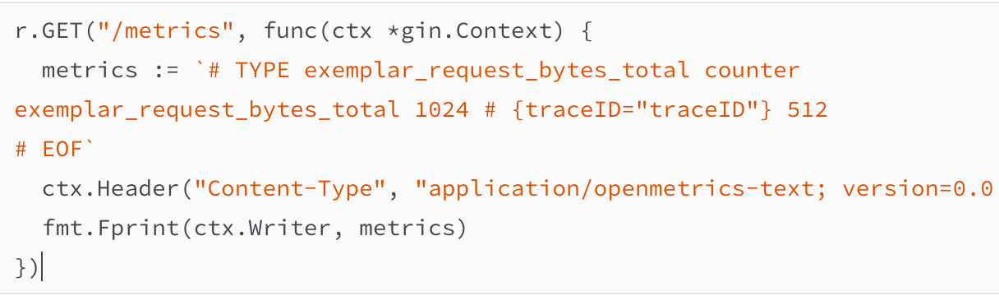 r.GET("/metrics", func(ctx *gin.Context) {
  metrics := `# TYPE exemplar_request_bytes_total counter
exemplar_request_bytes_total 1024 # {traceID="traceID"} 512
# EOF`
  ctx.Header("Content-Type", "application/openmetrics-text; version=0.0
  fmt.Fprint(ctx.Writer, metrics)
})